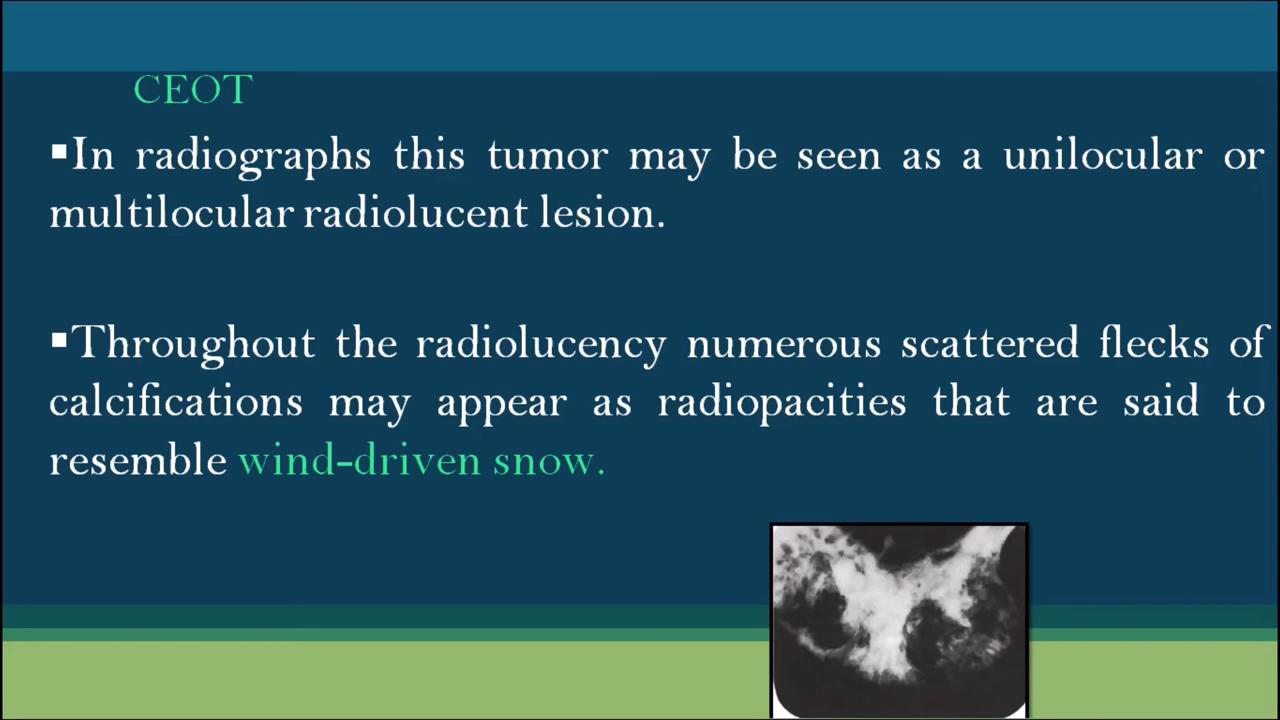 CEOT
▪In radiographs this tumor may be seen as a unilocular or
multilocular radiolucent lesion.
▪Throughout the radiolucency numerous scattered flecks of
calcifications may appear as radiopacities that are said to
resemble wind-driven snow.